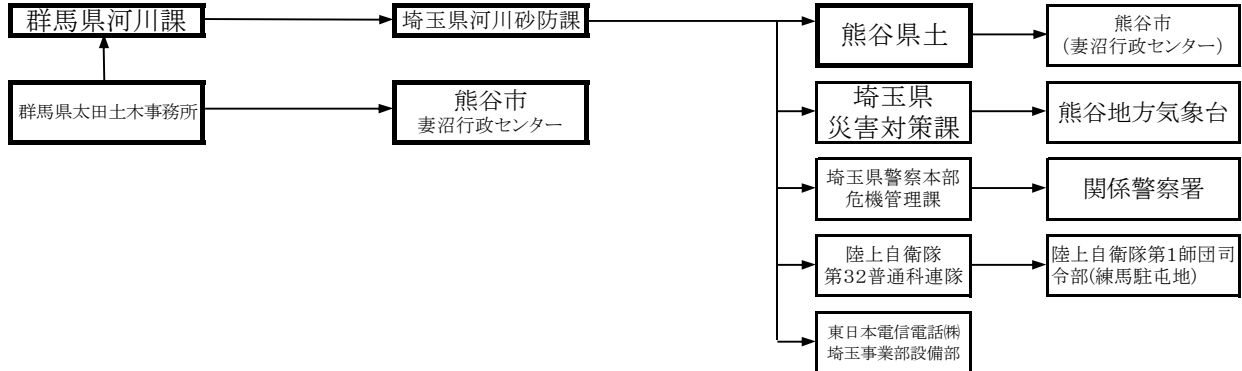 群馬県河川課
埼玉県河川砂防課
熊谷県土
熊谷市
(妻沼行政センター)
群馬県太田土木事務所
熊谷市
妻沼行政センター
埼玉県
災害対策課
熊谷地方気象台
埼玉県警察本部
危機管理課
関係警察署
陸上自衛隊
第32普通科連隊
陸上自衛隊第1師団司
令部(練馬駐屯地)
東日本電信電話㈱
埼玉事業部設備部